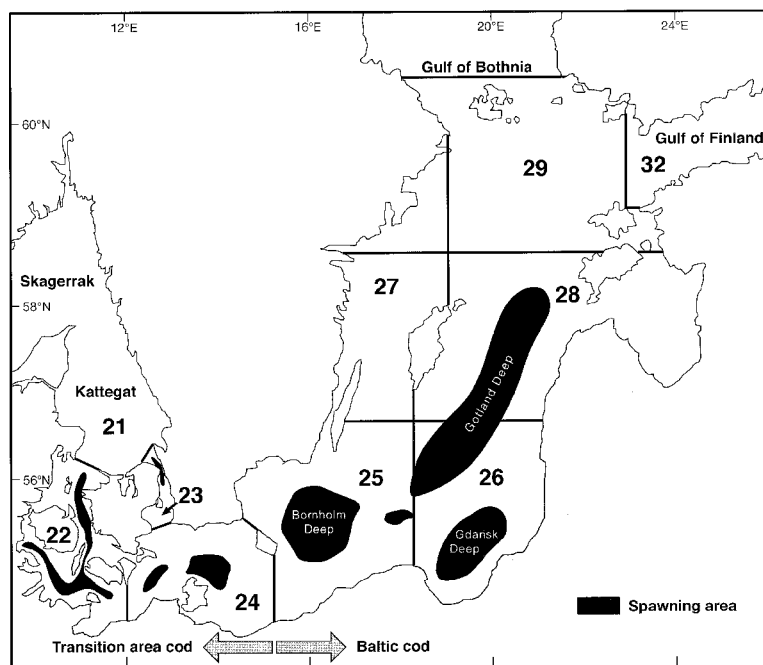 12°E 16°E 20°E 24°E
Gulf of Bothnia
60°N
Gulf of Finland
29
32
Skagerrak
27
28
58°N
Gotland Deep
Kattegat
21
25
26
56°N
23
22
Bornholm
Deep
Gdansk
Deep
24
Spawning area
Transition area cod
Baltic cod